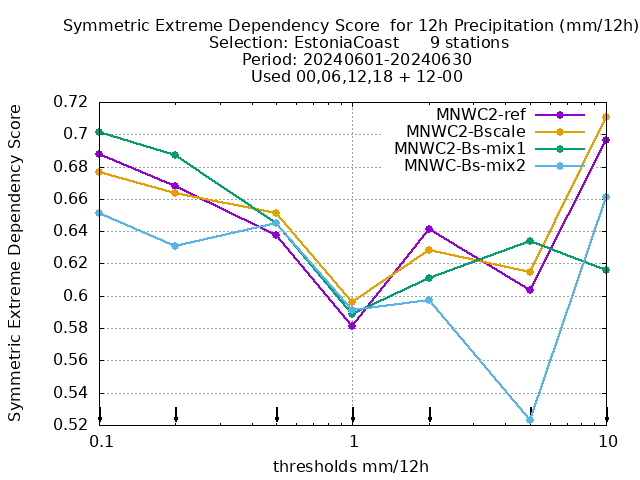 Symmetric Extreme Dependency Score  for 12h Precipitation (mm/12h)
Selection: EstoniaCoast      9 stations
Period: 20240601-20240630
Used 00,06,12,18 + 12-00
Symmetric Extreme Dependency Score
0.72
0.7
0.68
0.66
0.64
0.62
0.6
0.58
0.56
0.54
0.52
MNWC2-ref
MNWC2-Bscale
MNWC2-Bs-mix1
MNWC-Bs-mix2
0.1
1
10
thresholds mm/12h